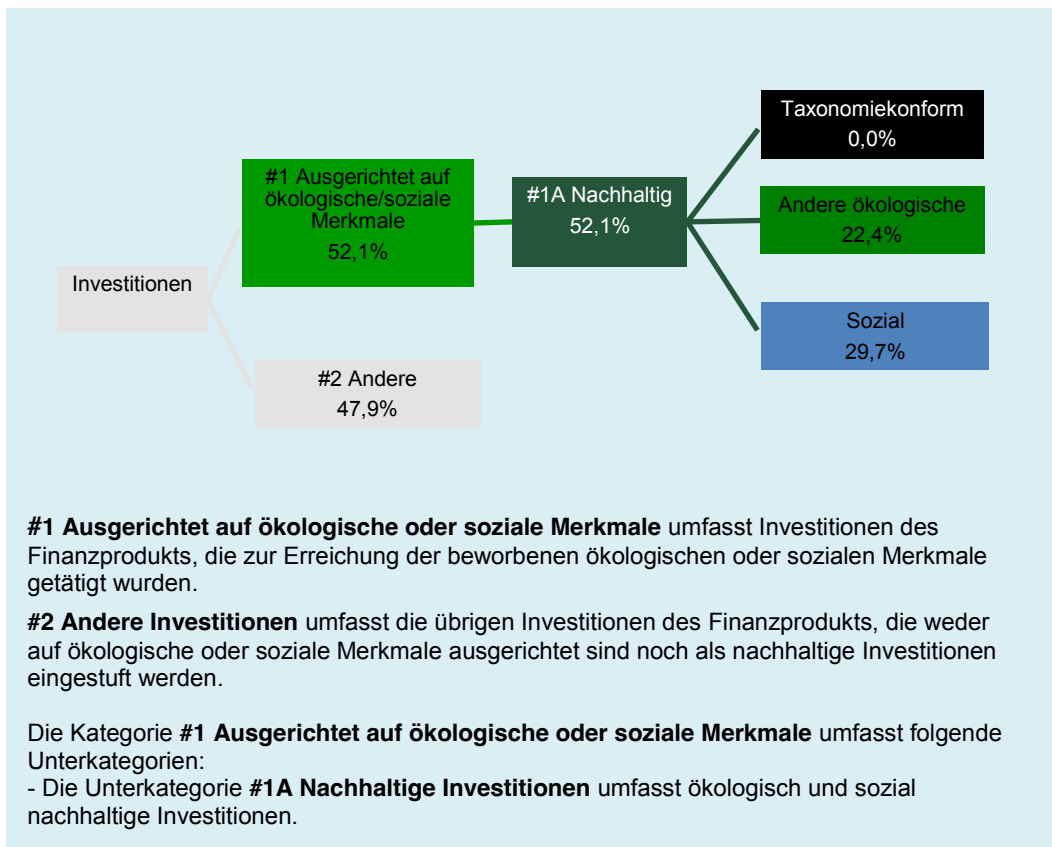 Investitionen
#1 Ausgerichtet auf
ökologische/soziale
Merkmale
52,1%
#2 Andere
47,9%
#1A Nachhaltig
52,1%
Taxonomiekonform
0,0%
Andere ökologische
22,4%
Sozial
29,7%
#1 Ausgerichtet auf ökologische oder soziale Merkmale umfasst Investitionen des
Finanzprodukts, die zur Erreichung der beworbenen ökologischen oder sozialen Merkmale
getätigt wurden.
#2 Andere Investitionen umfasst die übrigen Investitionen des Finanzprodukts, die weder
auf ökologische oder soziale Merkmale ausgerichtet sind noch als nachhaltige Investitionen
eingestuft werden.
Die Kategorie #1 Ausgerichtet auf ökologische oder soziale Merkmale umfasst folgende
Unterkategorien:
- Die Unterkategorie #1A Nachhaltige Investitionen umfasst ökologisch und sozial
nachhaltige Investitionen.